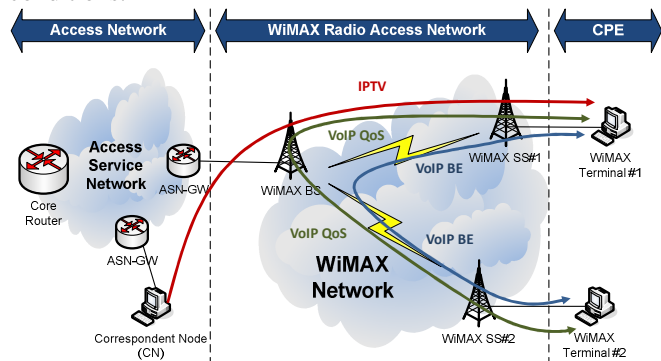 Access Network
WiMAX Radio Access Network
CPE
IPTV
Access
Service
Network
VoIP QoS
VoIP BE
WiMAX BS
WiMAX SS#1
WiMAX
Terminal #1
ASN-GW
Core
Router
ASN-GW
VoIP QoS
VoIP BE
WiMAX
Network
Correspondent Node
(CN)
WiMAX SS#2
WiMAX
Terminal #2